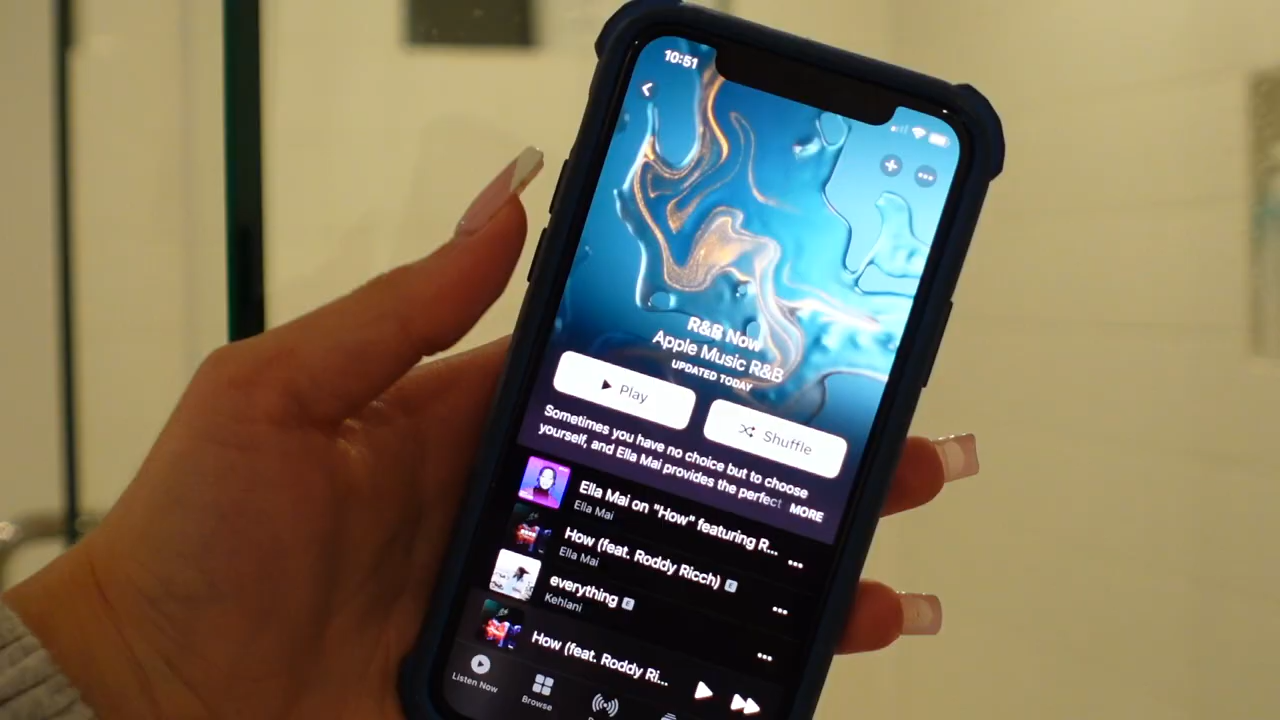 10:51
R&B Now
Apple Music R&B
UPDATED TODAY
Play
Shuffle
Sometimes you have no choice but to choose
yourself, and Ella Mai provides the perfect MORE
Ella Mai on "How" featuring R...
Ella Mai
How (feat. Roddy Ricch) E
Ella Mai
everything E
Kehlani
How (feat. Roddy Ri...
Listen Now
Browse